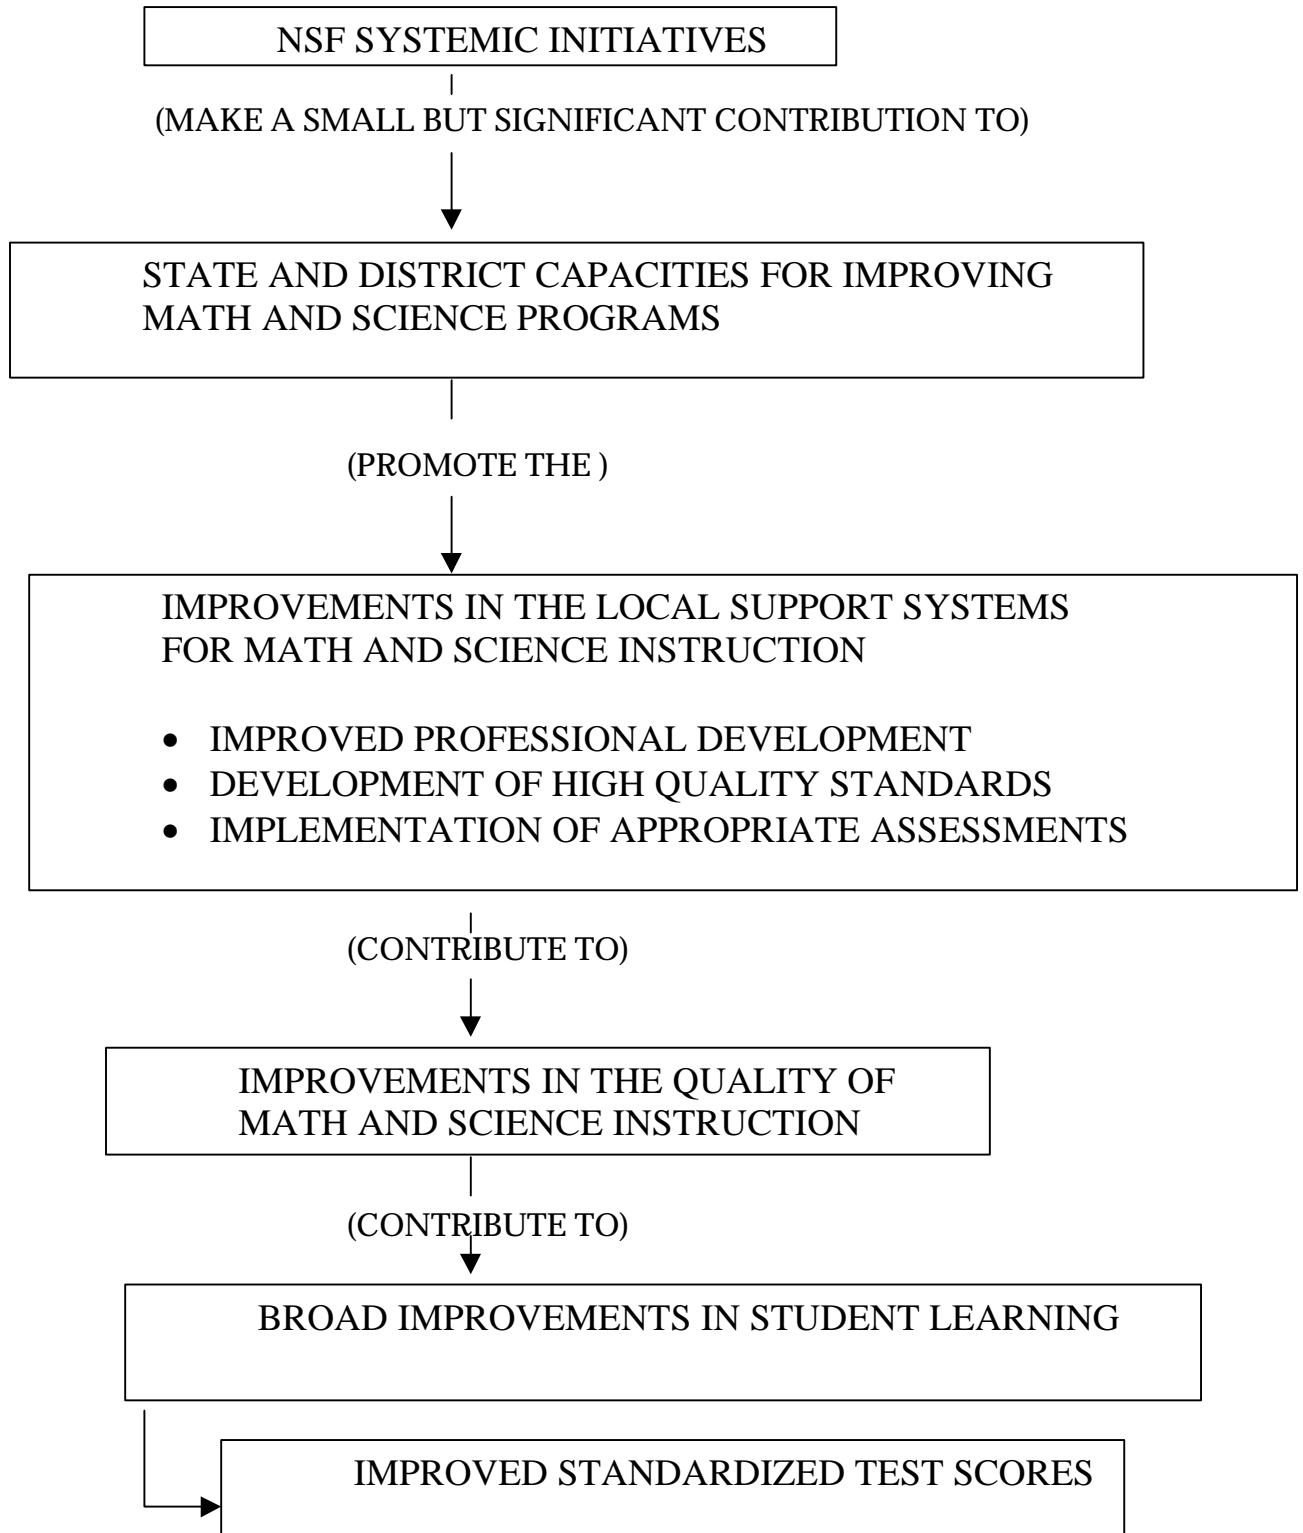 NSF SYSTEMIC INITIATIVES
(MAKE A SMALL BUT SIGNIFICANT CONTRIBUTION TO)
STATE AND DISTRICT CAPACITIES FOR IMPROVING
MATH AND SCIENCE PROGRAMS
(PROMOTE THE )
IMPROVEMENTS IN THE LOCAL SUPPORT SYSTEMS
FOR MATH AND SCIENCE INSTRUCTION
• IMPROVED PROFESSIONAL DEVELOPMENT
• DEVELOPMENT OF HIGH QUALITY STANDARDS
• IMPLEMENTATION OF APPROPRIATE ASSESSMENTS
(CONTRIBUTE TO)
IMPROVEMENTS IN THE QUALITY OF
MATH AND SCIENCE INSTRUCTION
(CONTRIBUTE TO)
BROAD IMPROVEMENTS IN STUDENT LEARNING
IMPROVED STANDARDIZED TEST SCORES